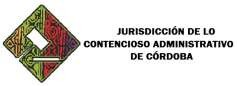 JURISDICCIÓN DE LO
CONTENCIOSO ADMINISTRATIVO
DE CÓRDOBA